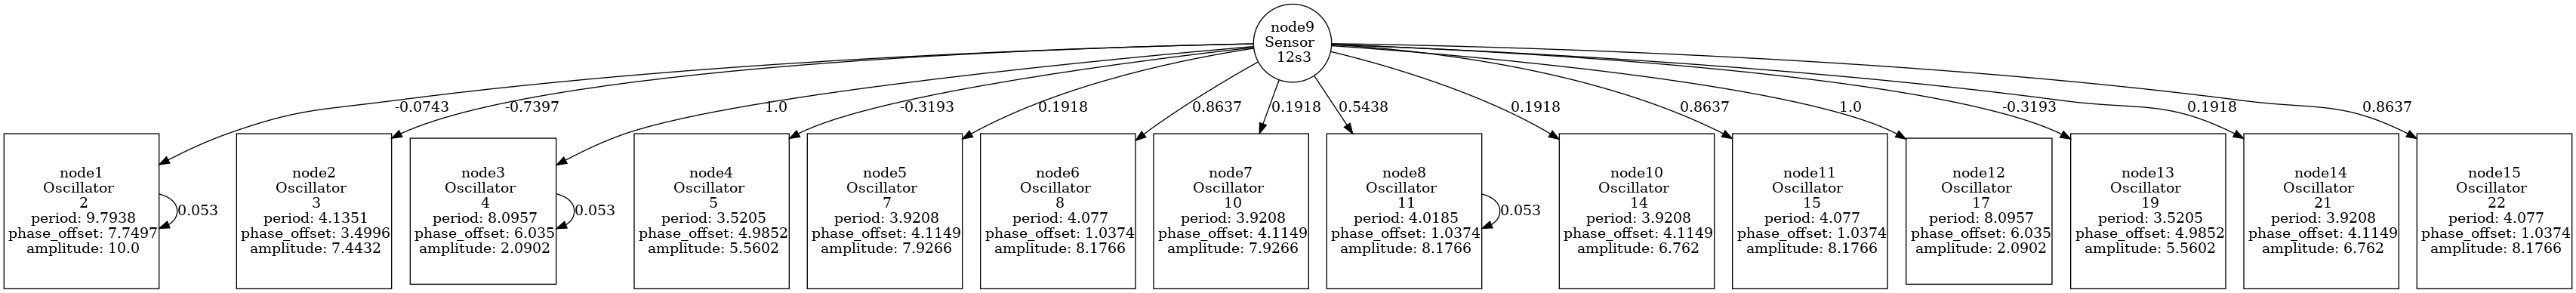 node9
Sensor
12s3
-0.0743
-0.7397
1.0
-0.3193
0.1918
0.8637
0.1918
0.5438
0.1918
0.8637
1.0
-0.3193
0.1918
0.8637
node1
Oscillator
2
period: 9.7938
phase_offset: 7.7497
amplitude: 10.0
0.053
node2
Oscillator
3
period: 4.1351
phase_offset: 3.4996
amplitude: 7.4432
node3
Oscillator
4
period: 8.0957
phase_offset: 6.035
amplitude: 2.0902
0.053
node4
Oscillator
5
period: 3.5205
phase_offset: 4.9852
amplitude: 5.5602
node5
Oscillator
7
period: 3.9208
phase_offset: 4.1149
amplitude: 7.9266
node6
Oscillator
8
period: 4.077
phase_offset: 1.0374
amplitude: 8.1766
node7
Oscillator
10
period: 3.9208
phase_offset: 4.1149
amplitude: 7.9266
node8
Oscillator
11
period: 4.0185
phase_offset: 1.0374
amplitude: 8.1766
0.053
node10
Oscillator
14
period: 3.9208
phase_offset: 4.1149
amplitude: 6.762
node11
Oscillator
15
period: 4.077
phase_offset: 1.0374
amplitude: 8.1766
node12
Oscillator
17
period: 8.0957
phase_offset: 6.035
amplitude: 2.0902
node13
Oscillator
19
period: 3.5205
phase_offset: 4.9852
amplitude: 5.5602
node14
Oscillator
21
period: 3.9208
phase_offset: 4.1149
amplitude: 6.762
node15
Oscillator
22
period: 4.077
phase_offset: 1.0374
amplitude: 8.1766